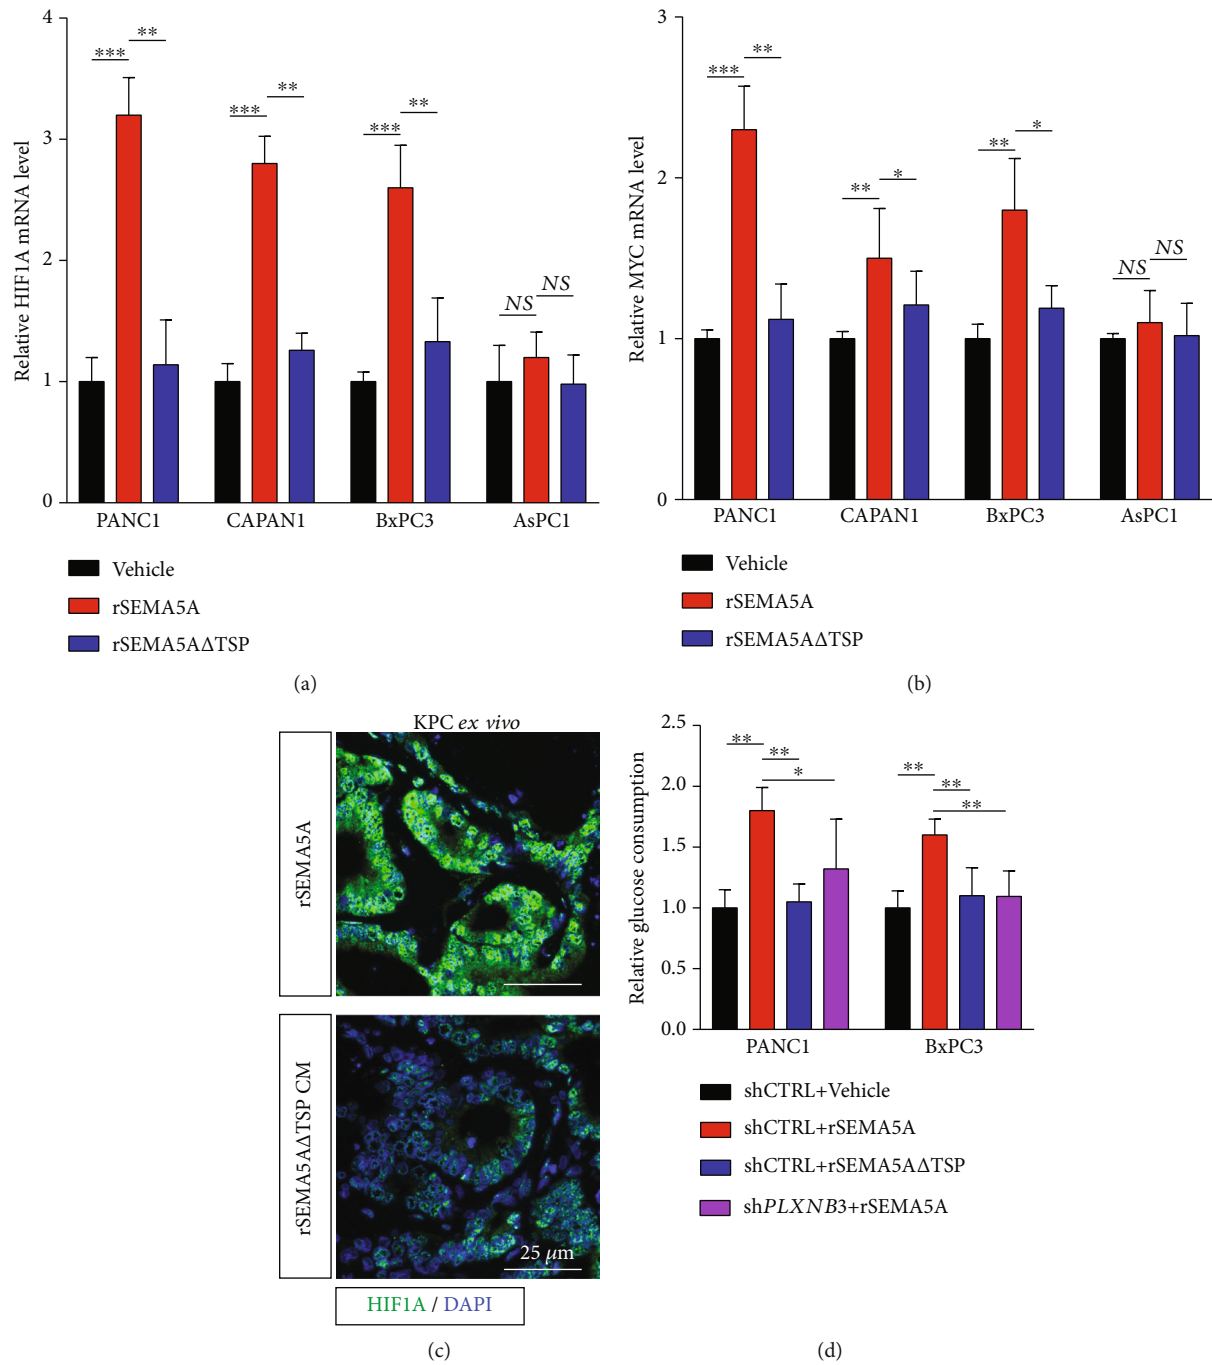 4
3
2
1
0
Relative HIF1A mRNA level
*** **
*** **
*** **
NS NS
PANC1 CAPAN1 BxPC3 AsPC1
Vehicle
rSEMA5A
rSEMA5AΔTSP
(a)
3
2
1
0
Relative MYC mRNA level
*** **
** *
** *
NS NS
PANC1 CAPAN1 BxPC3 AsPC1
Vehicle
rSEMA5A
rSEMA5AΔTSP
(b)
KPC ex vivo
rSEMA5A
rSEMA5AΔTSP CM
25 μm
HIF1A / DAPI
(c)
2.5
2.0
1.5
1.0
0.5
0.0
Relative glucose consumption
** ** *
** ** **
PANC1 BxPC3
shCTRL+Vehicle
shCTRL+rSEMA5A
shCTRL+rSEMA5AΔTSP
shPLXNB3+rSEMA5A
(d)